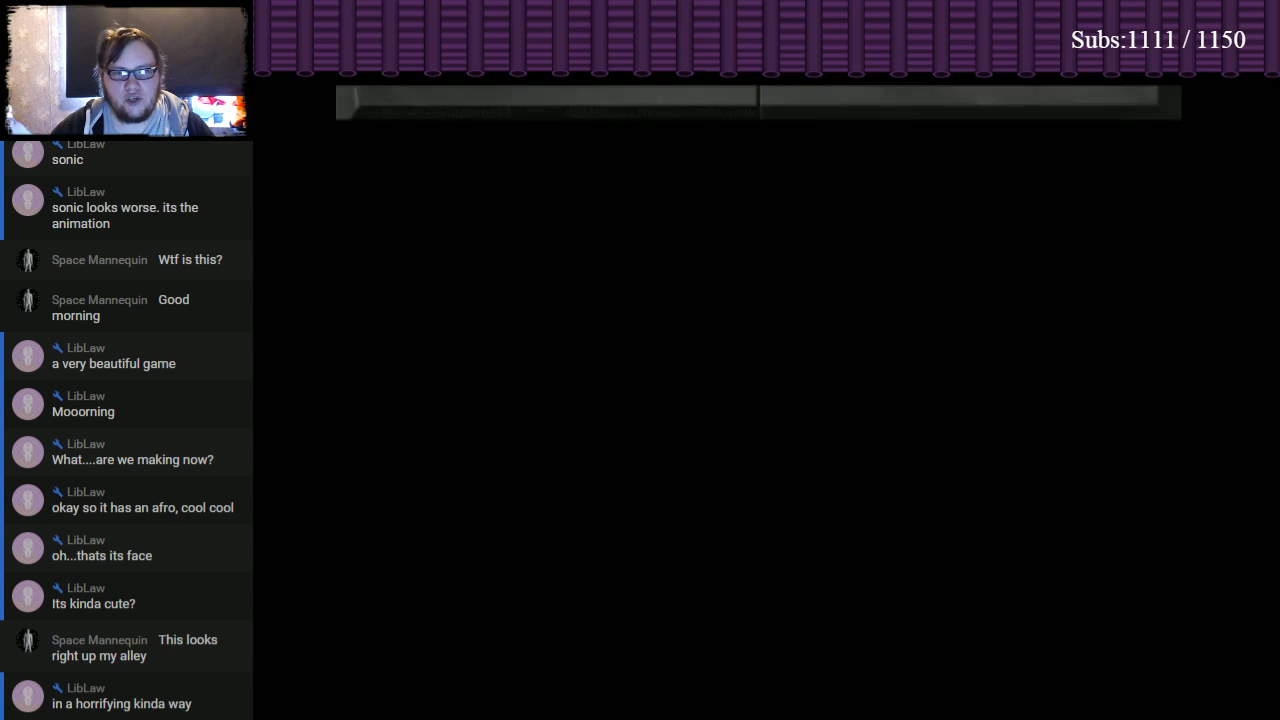 Subs:1111 / 1150
LibLaw
sonic
LibLaw
sonic looks worse. its the
animation
Space Mannequin Wtf is this?
Space Mannequin Good
morning
LibLaw
a very beautiful game
LibLaw
Mooorning
LibLaw
What....are we making now?
LibLaw
okay so it has an afro, cool cool
LibLaw
oh...thats its face
LibLaw
Its kinda cute?
Space Mannequin This looks
right up my alley
LibLaw
in a horrifying kinda way